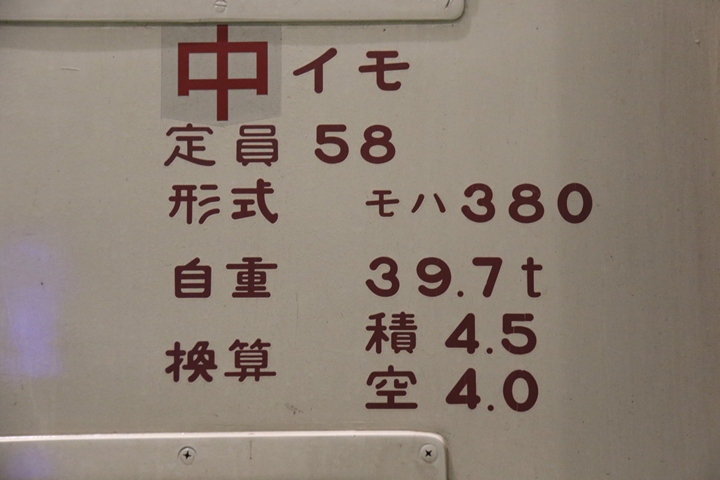 中イモ
定員 58
形式 モハ380
自重 39.7t
換算 積 4.5
空 4.0